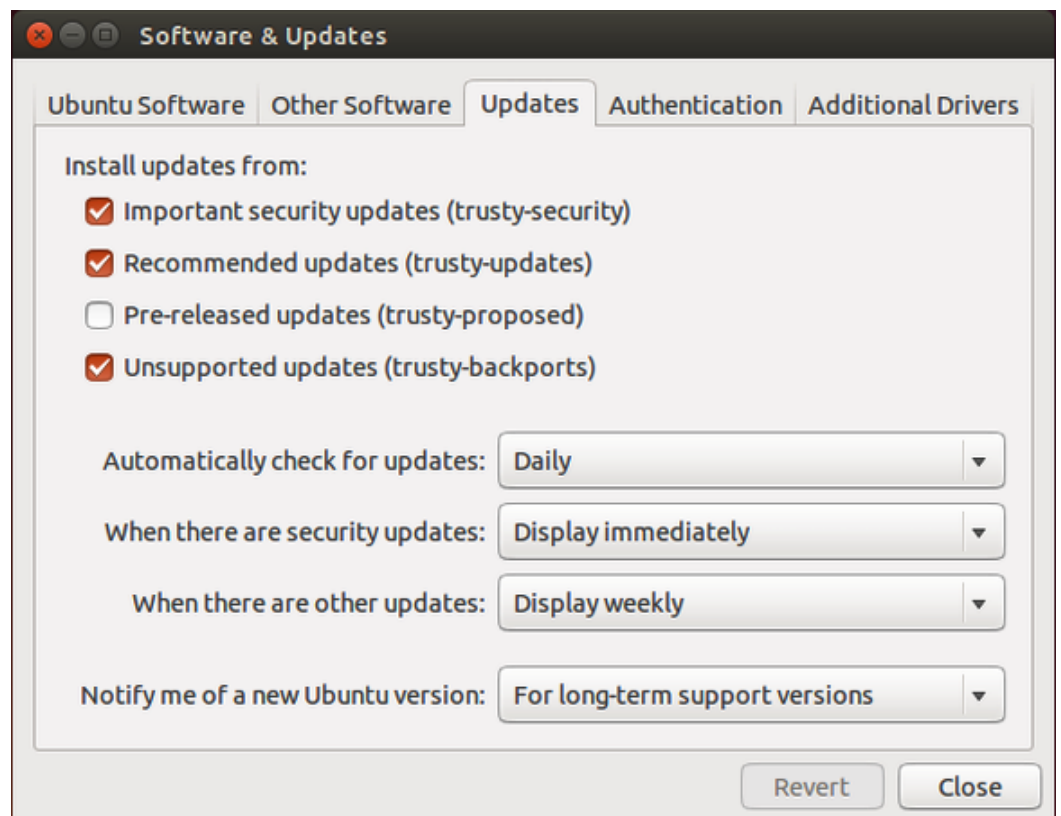 Software & Updates
Ubuntu Software Other Software Updates Authentication Additional Drivers
Install updates from:
Important security updates (trusty-security)
Recommended updates (trusty-updates)
Pre-released updates (trusty-proposed)
Unsupported updates (trusty-backports)
Automatically check for updates: Daily
When there are security updates: Display immediately
When there are other updates: Display weekly
Notify me of a new Ubuntu version: For long-term support versions
Revert Close